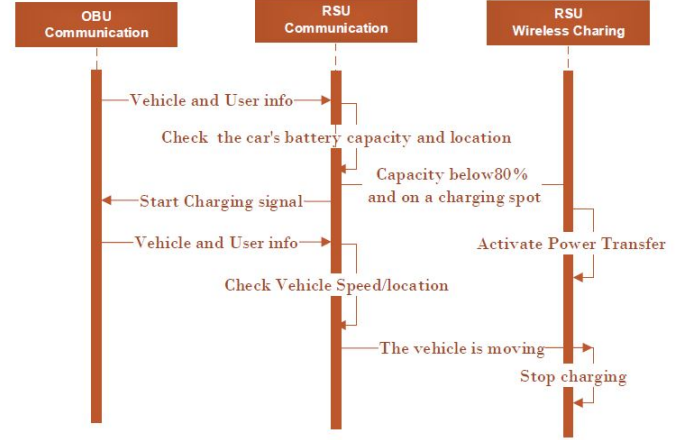 OBU
Communication
RSU
Communication
RSU
Wireless Charing
Vehicle and User info
Check the car's battery capacity and location
Capacity below80%
and on a charging spot
Start Charging signal
Vehicle and User info
Activate Power Transfer
Check Vehicle Speed/location
The vehicle is moving
Stop charging